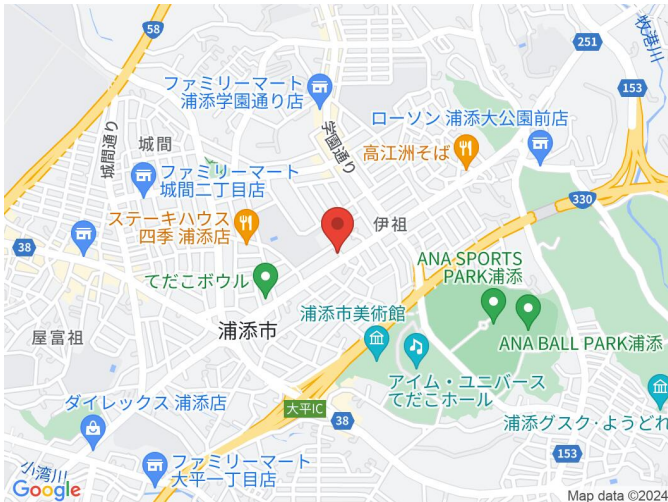 58
251
牧港川
153
ファミリーマート
浦添学園通り店
ローソン 浦添大公園前店
城間通り
城間
学園通り
高江洲そば
ファミリーマート
城間二丁目店
330
ステーキハウス
四季 浦添店
伊祖
38
ANA SPORTS
PARK浦添
てだこボウル
浦添市美術館
浦添市
屋富祖
ANA BALL PARK浦添
アイム・ユニバース
てだこホール
ダイレックス 浦添店
大平IC
38
浦添グスク･ようどれ
153
小湾川
ファミリーマート
大平一丁目店
Google
Map data ©2024